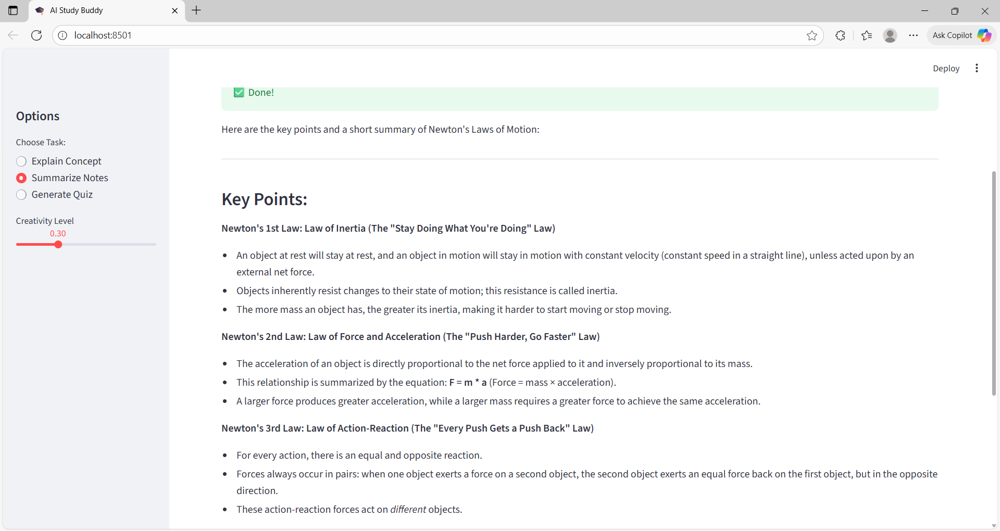 AI Study Buddy
localhost:8501
Ask Copilot
Deploy
Options
Choose Task:
Explain Concept
Summarize Notes
Generate Quiz
Creativity Level
0.30
Done!
Here are the key points and a short summary of Newton's Laws of Motion:
Key Points:
Newton's 1st Law: Law of Inertia (The "Stay Doing What You're Doing" Law)
• An object at rest will stay at rest, and an object in motion will stay in motion with constant velocity (constant speed in a straight line), unless acted upon by an
external net force.
• Objects inherently resist changes to their state of motion; this resistance is called inertia.
• The more mass an object has, the greater its inertia, making it harder to start moving or stop moving.
Newton's 2nd Law: Law of Force and Acceleration (The "Push Harder, Go Faster" Law)
• The acceleration of an object is directly proportional to the net force applied to it and inversely proportional to its mass.
• This relationship is summarized by the equation: F = m * a (Force = mass × acceleration).
• A larger force produces greater acceleration, while a larger mass requires a greater force to achieve the same acceleration.
Newton's 3rd Law: Law of Action-Reaction (The "Every Push Gets a Push Back" Law)
• For every action, there is an equal and opposite reaction.
• Forces always occur in pairs: when one object exerts a force on a second object, the second object exerts an equal force back on the first object, but in the opposite
direction.
• These action-reaction forces act on different objects.